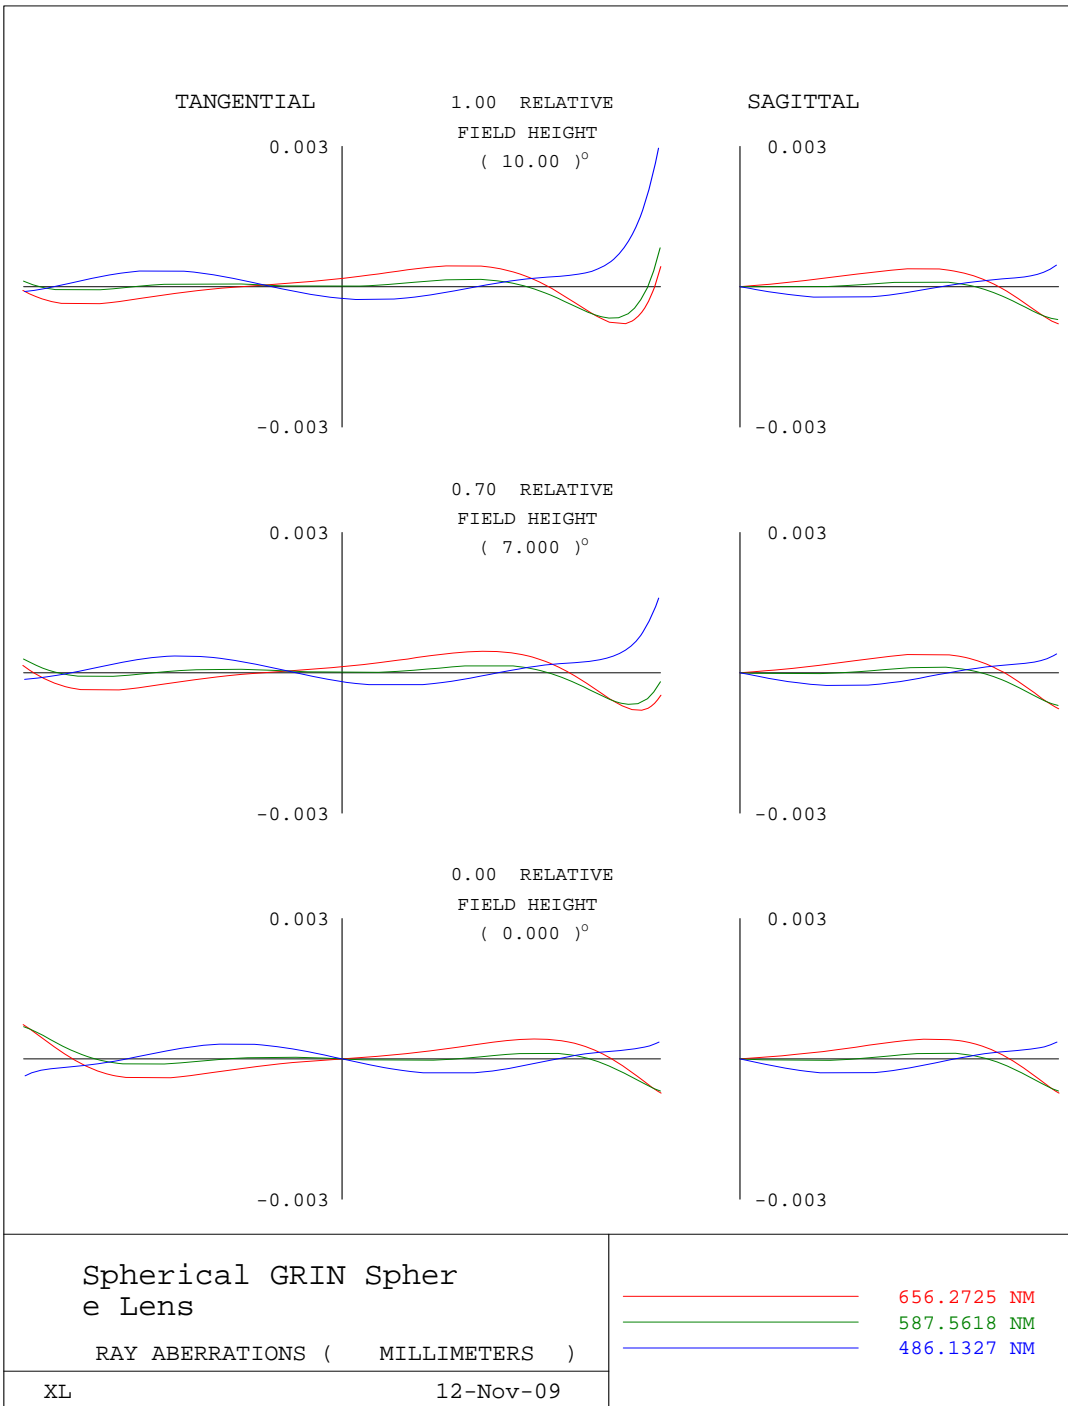 TANGENTIAL 1.00 RELATIVE SAGITTAL
FIELD HEIGHT
0.003 ( 10.00 )° 0.003
-0.003 -0.003
0.70 RELATIVE
FIELD HEIGHT
0.003 ( 7.000 )° 0.003
-0.003 -0.003
0.00 RELATIVE
FIELD HEIGHT
0.003 ( 0.000 )° 0.003
-0.003 -0.003
Spherical GRIN Spher
e Lens
RAY ABERRATIONS ( MILLIMETERS )
XL 12-Nov-09
656.2725 NM
587.5618 NM
486.1327 NM